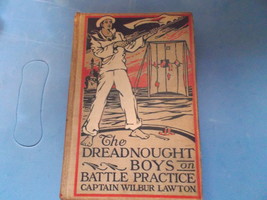 The
DREADNOUGHT
BOYS on
BATTLE PRACTICE
CAPTAIN WILBUR LAWTON